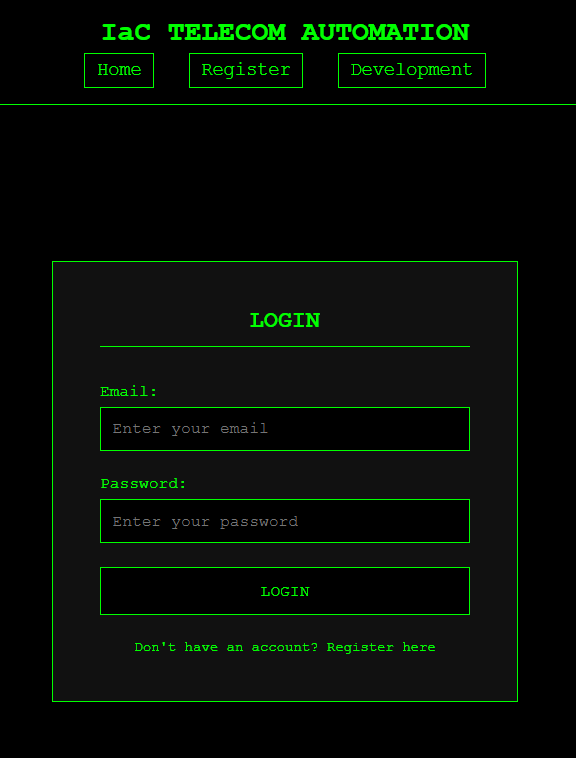 IaC TELECOM AUTOMATION
Home Register Development
LOGIN
Email:
Enter your email
Password:
Enter your password
LOGIN
Don't have an account? Register here